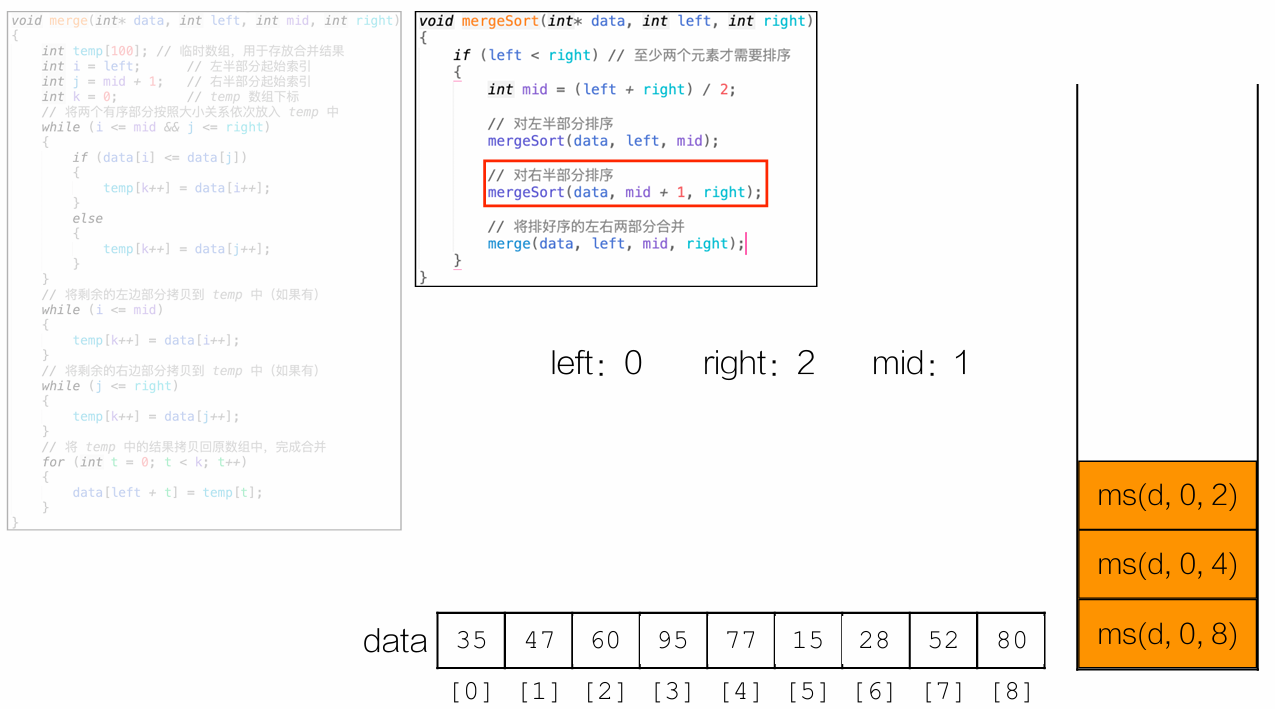 void merge(int* data, int left, int mid, int right)
{
    int temp[100]; // 临时数组，用于存放合并结果
    int i = left;      // 左半部分起始索引
    int j = mid + 1;   // 右半部分起始索引
    int k = 0;         // temp 数组下标
    // 将两个有序部分按照大小关系依次放入 temp 中
    while (i <= mid && j <= right)
    {
        if (data[i] <= data[j])
        {
            temp[k++] = data[i++];
        }
        else
        {
            temp[k++] = data[j++];
        }
    }
    // 将剩余的左边部分拷贝到 temp 中（如果有）
    while (i <= mid)
    {
        temp[k++] = data[i++];
    }
    // 将剩余的右边部分拷贝到 temp 中（如果有）
    while (j <= right)
    {
        temp[k++] = data[j++];
    }
    // 将 temp 中的结果拷贝回原数组中，完成合并
    for (int t = 0; t < k; t++)
    {
        data[left + t] = temp[t];
    }
}
void mergeSort(int* data, int left, int right)
{
    if (left < right) // 至少两个元素才需要排序
    {
        int mid = (left + right) / 2;
        // 对左半部分排序
        mergeSort(data, left, mid);
        // 对右半部分排序
        mergeSort(data, mid + 1, right);
        // 将排好序的左右两部分合并
        merge(data, left, mid, right);
    }
}
left：0 right：2 mid：1
ms(d, 0, 2)
ms(d, 0, 4)
ms(d, 0, 8)
data 35 47 60 95 77 15 28 52 80
[0] [1] [2] [3] [4] [5] [6] [7] [8]